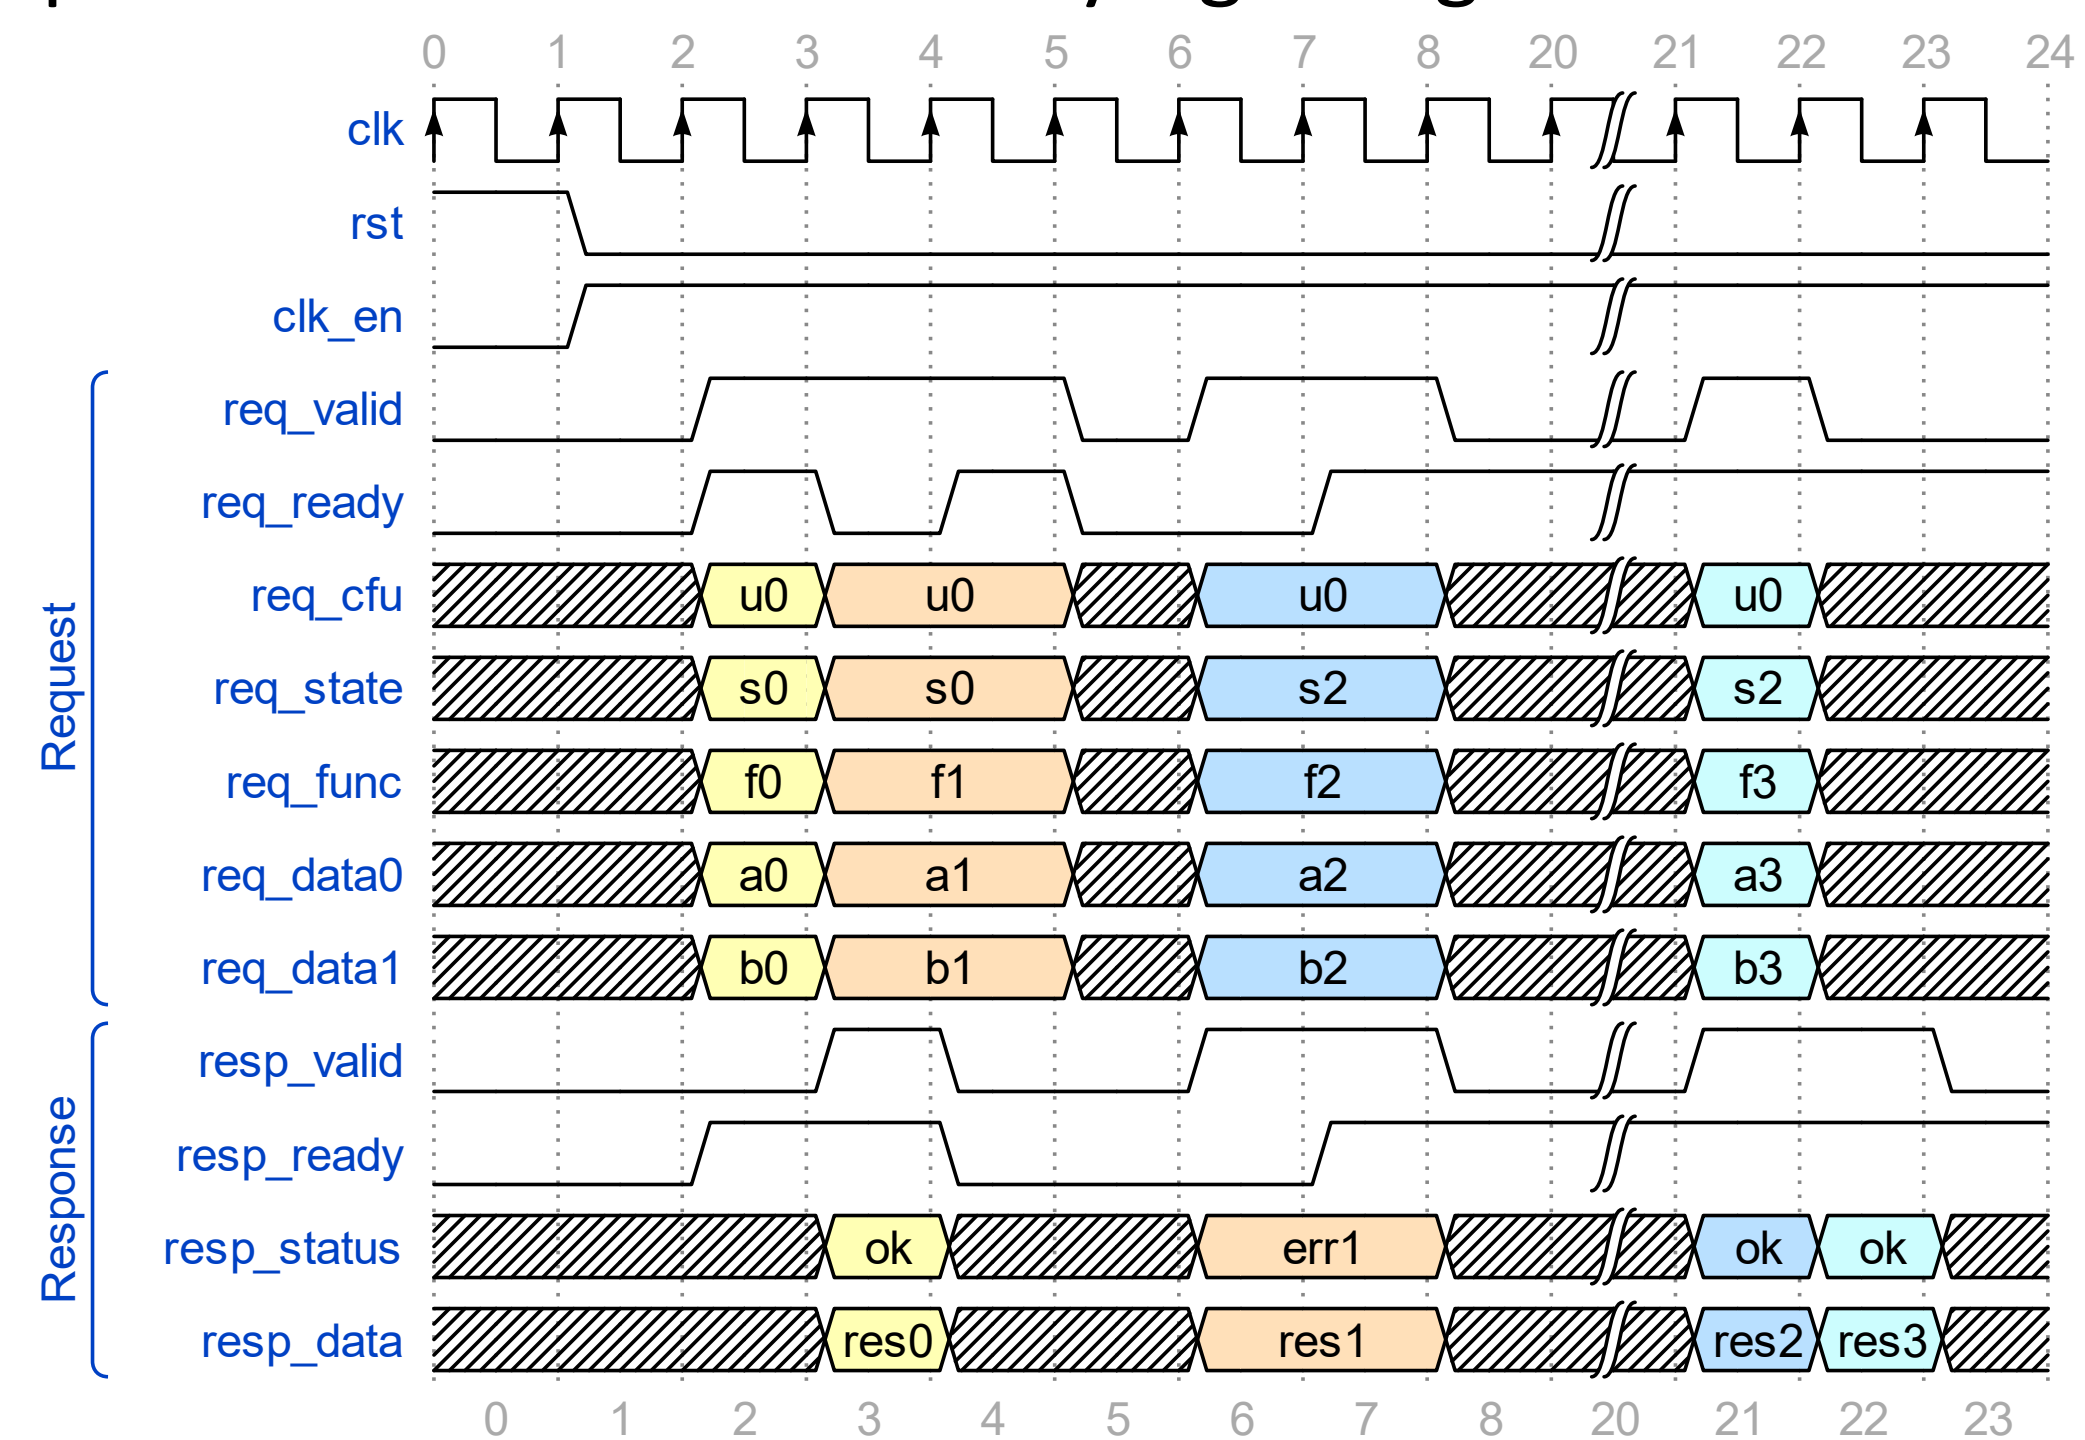 0 1 2 3 4 5 6 7 8 20 21 22 23 24
clk
rst
clk_en
Request
req_valid
req_ready
req_cfu u0 u0 u0 u0
req_state s0 s0 s2 s2
req_func f0 f1 f2 f3
req_data0 a0 a1 a2 a3
req_data1 b0 b1 b2 b3
Response
resp_valid
resp_ready
resp_status ok err1 ok ok
resp_data res0 res1 res2 res3
0 1 2 3 4 5 6 7 8 20 21 22 23